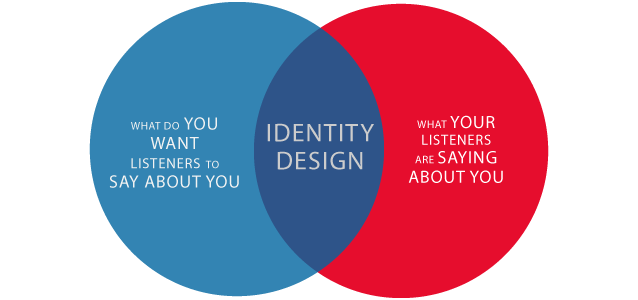 WHAT DO YOU
WANT
LISTENERS TO
SAY ABOUT YOU
IDENTITY
DESIGN
WHAT YOUR
LISTENERS
ARE SAYING
ABOUT YOU